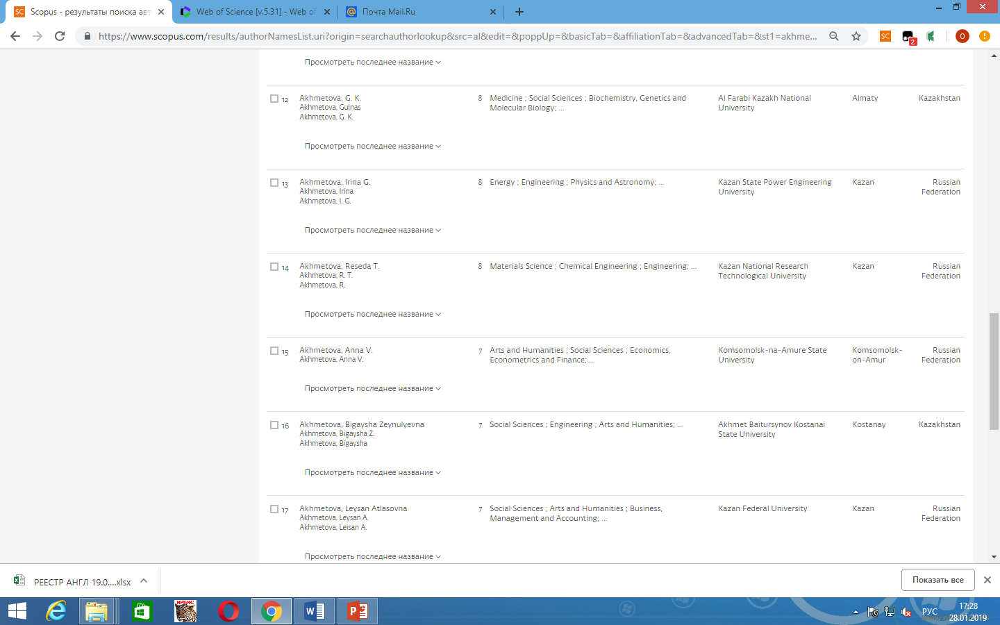 Scopus - результаты поиска авт
Web of Science [v.5.31] - Web of
Почта Mail.Ru
https://www.scopus.com/results/authorNamesList.uri?origin=searchauthorlookup&src=al&edit=&poppUp=&basicTab=&affiliationTab=&advancedTab=&st1=akhme...
SC
2
O
Просмотреть последнее название
12 Akhmetova, G. K. 8 Medicine ; Social Sciences ; Biochemistry, Genetics and Al Farabi Kazakh National Almaty Kazakhstan
Akhmetova, Gulnas Molecular Biology; ... University
Akhmetova, G. K.
Просмотреть последнее название
13 Akhmetova, Irina G. 8 Energy ; Engineering ; Physics and Astronomy; ... Kazan State Power Engineering Kazan Russian
Akhmetova, Irina University Federation
Akhmetova, I. G.
Просмотреть последнее название
14 Akhmetova, Reseda T. 8 Materials Science ; Chemical Engineering ; Engineering; ... Kazan National Research Kazan Russian
Akhmetova, R. T. Technological University Federation
Akhmetova, R.
Просмотреть последнее название
15 Akhmetova, Anna V. 7 Arts and Humanities ; Social Sciences ; Economics, Komsomolsk-na-Amure State Komsomolsk- Russian
Akhmetova, Anna V. Econometrics and Finance; ... University on-Amur Federation
Просмотреть последнее название
16 Akhmetova, Bigaysha Zeynulyevna 7 Social Sciences ; Engineering ; Arts and Humanities; ... Akhmet Baitursynov Kostanai Kostanay Kazakhstan
Akhmetova, Bigaysha Z. State University
Akhmetova, Bigaysha
Просмотреть последнее название
17 Akhmetova, Leysan Atlasovna 7 Social Sciences ; Arts and Humanities ; Business, Kazan Federal University Kazan Russian
Akhmetova, Leysan A. Management and Accounting; ... Federation
Akhmetova, Leisan A.
Просмотреть последнее название
РЕЕСТР АНГЛ 19.0....xlsx
Показать все
ИРБИС
РУС
17:28
28.01.2019